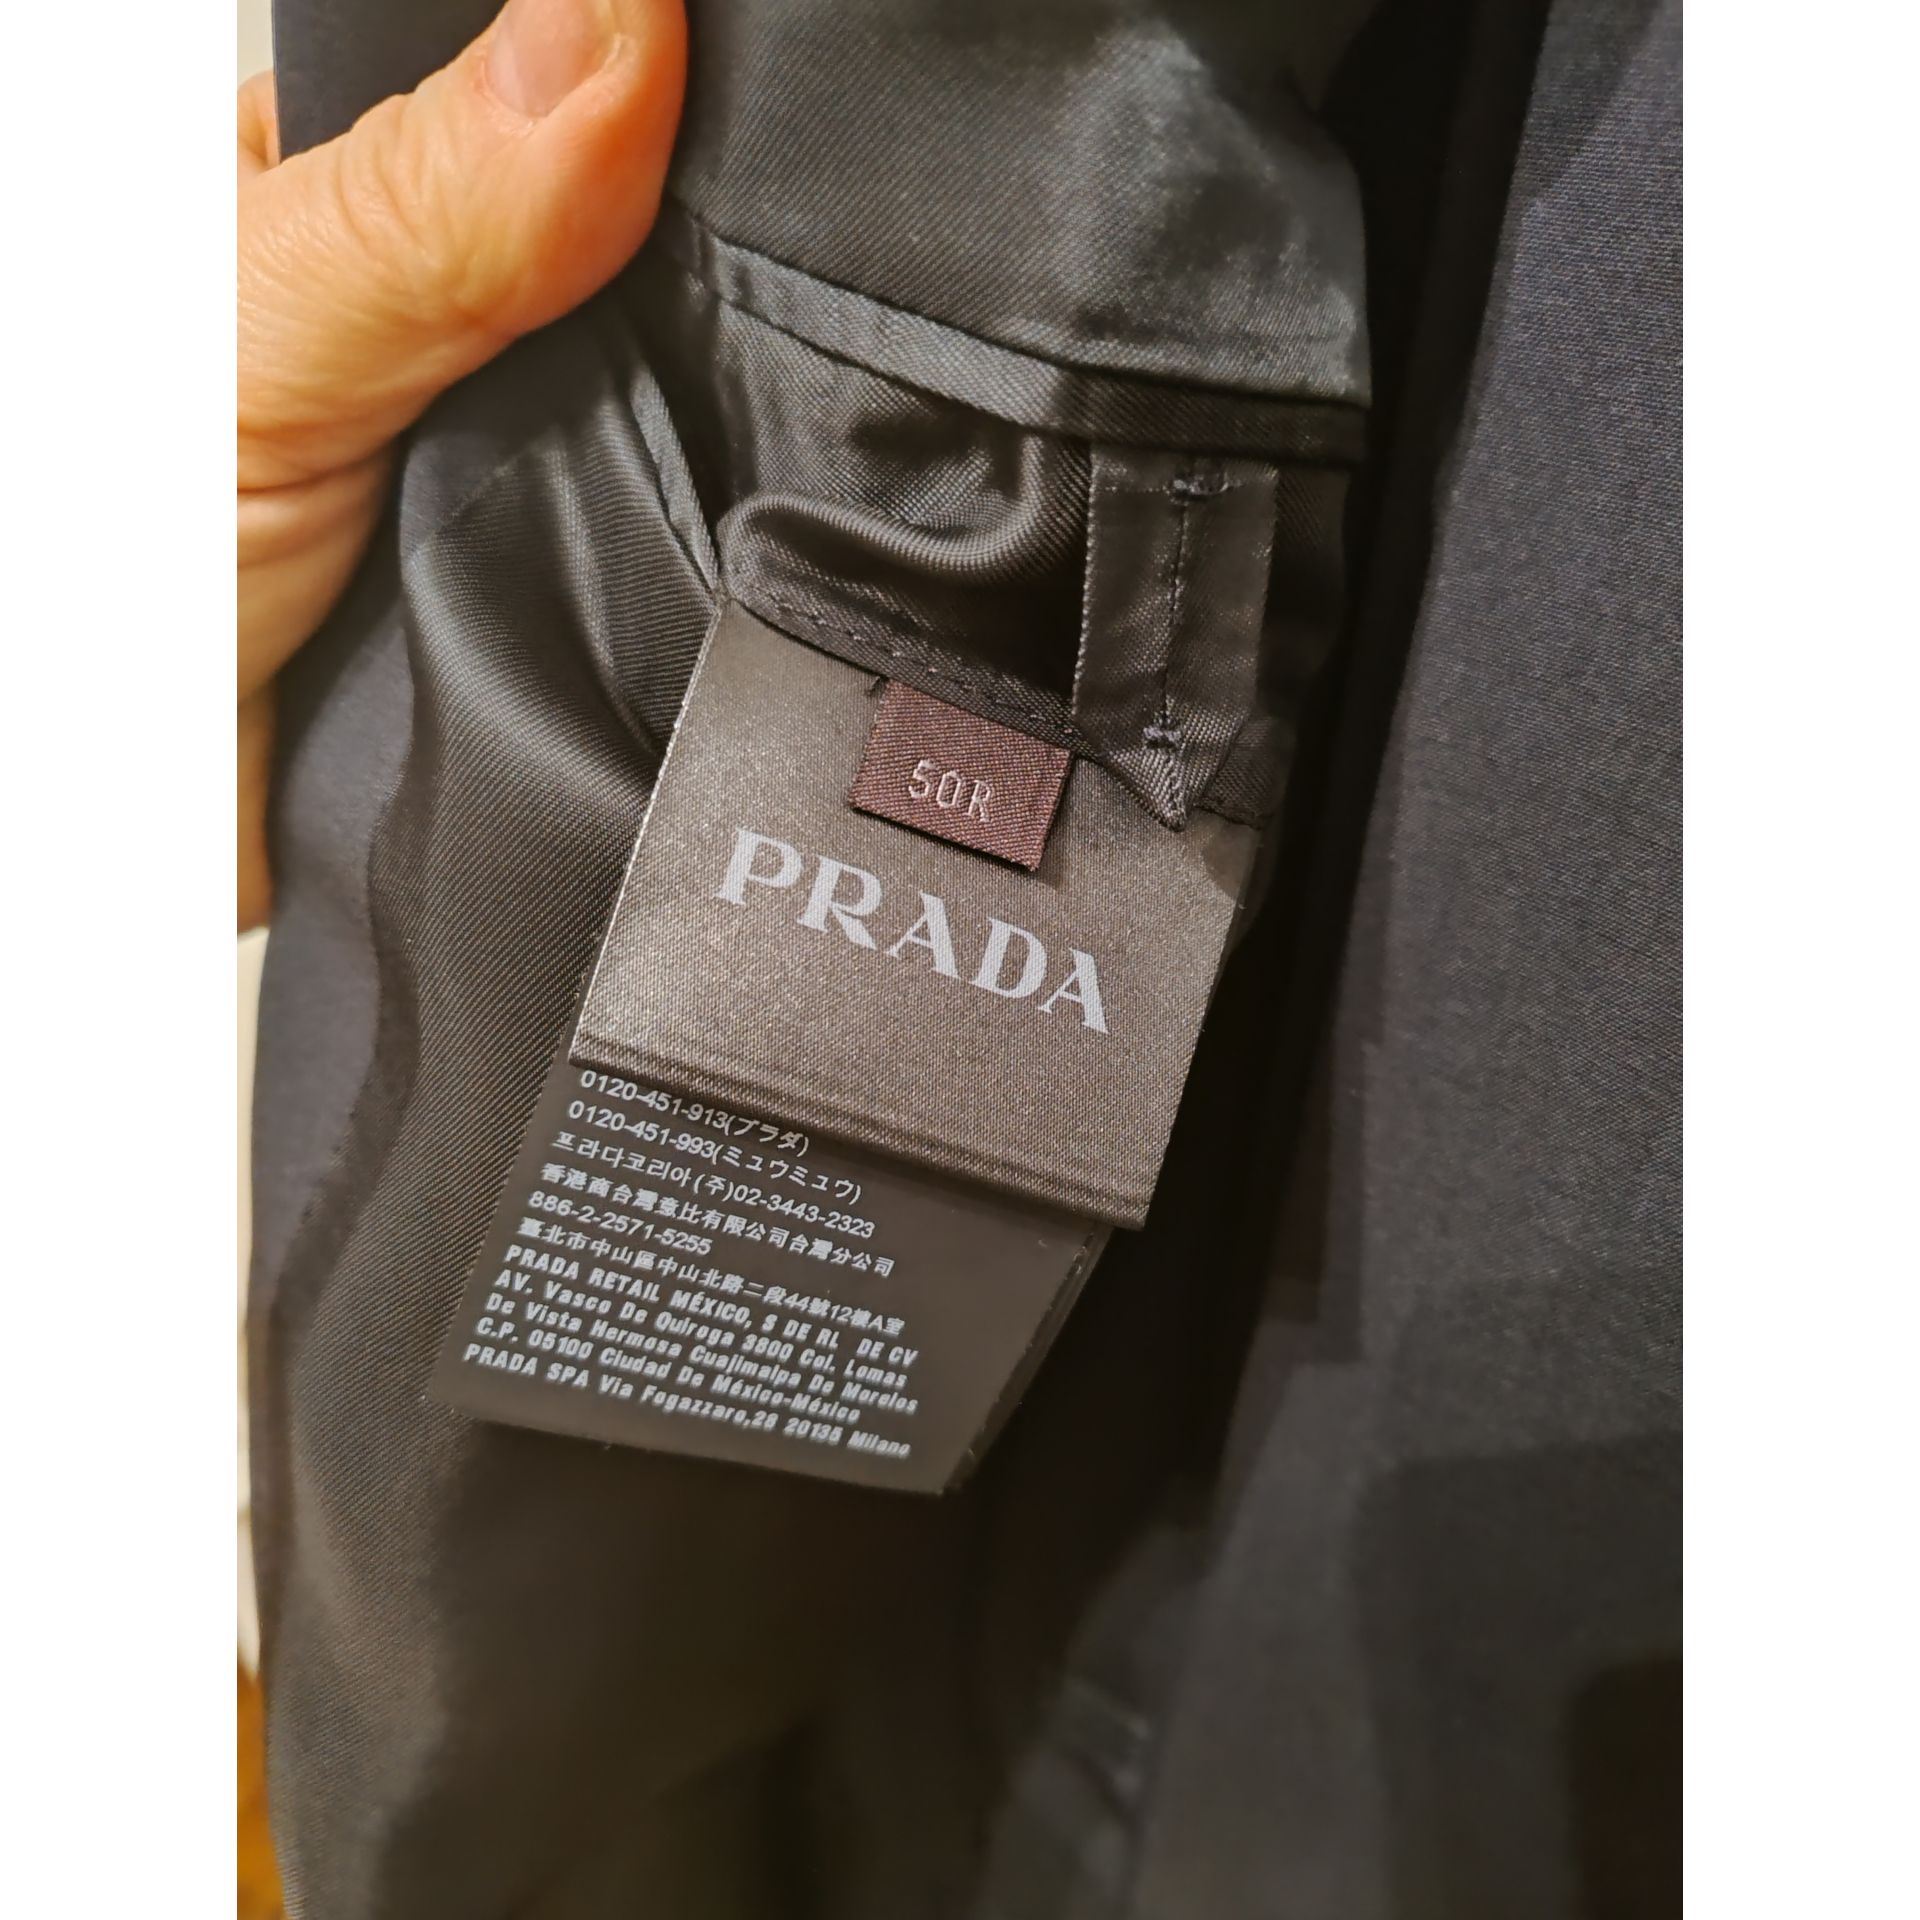 50R
PRADA
0120-451-913(プラダ)
0120-451-993(ミュウミュウ)
프라다코리아(주)02-3443-2323
香港商台灣意比有限公司台灣分公司
886-2-2571-5255
臺北市中山區中山北路二段44號12樓A室
PRADA RETAIL MÉXICO, S DE RL DE CV
AV. Vasco De Quiroga 3800 Col. Lomas
De Vista Hermosa Cuajimalpa De Morelos
C.P. 05100 Ciudad De México-México
PRADA SPA Via Fogazzaro,28 20135 Milano